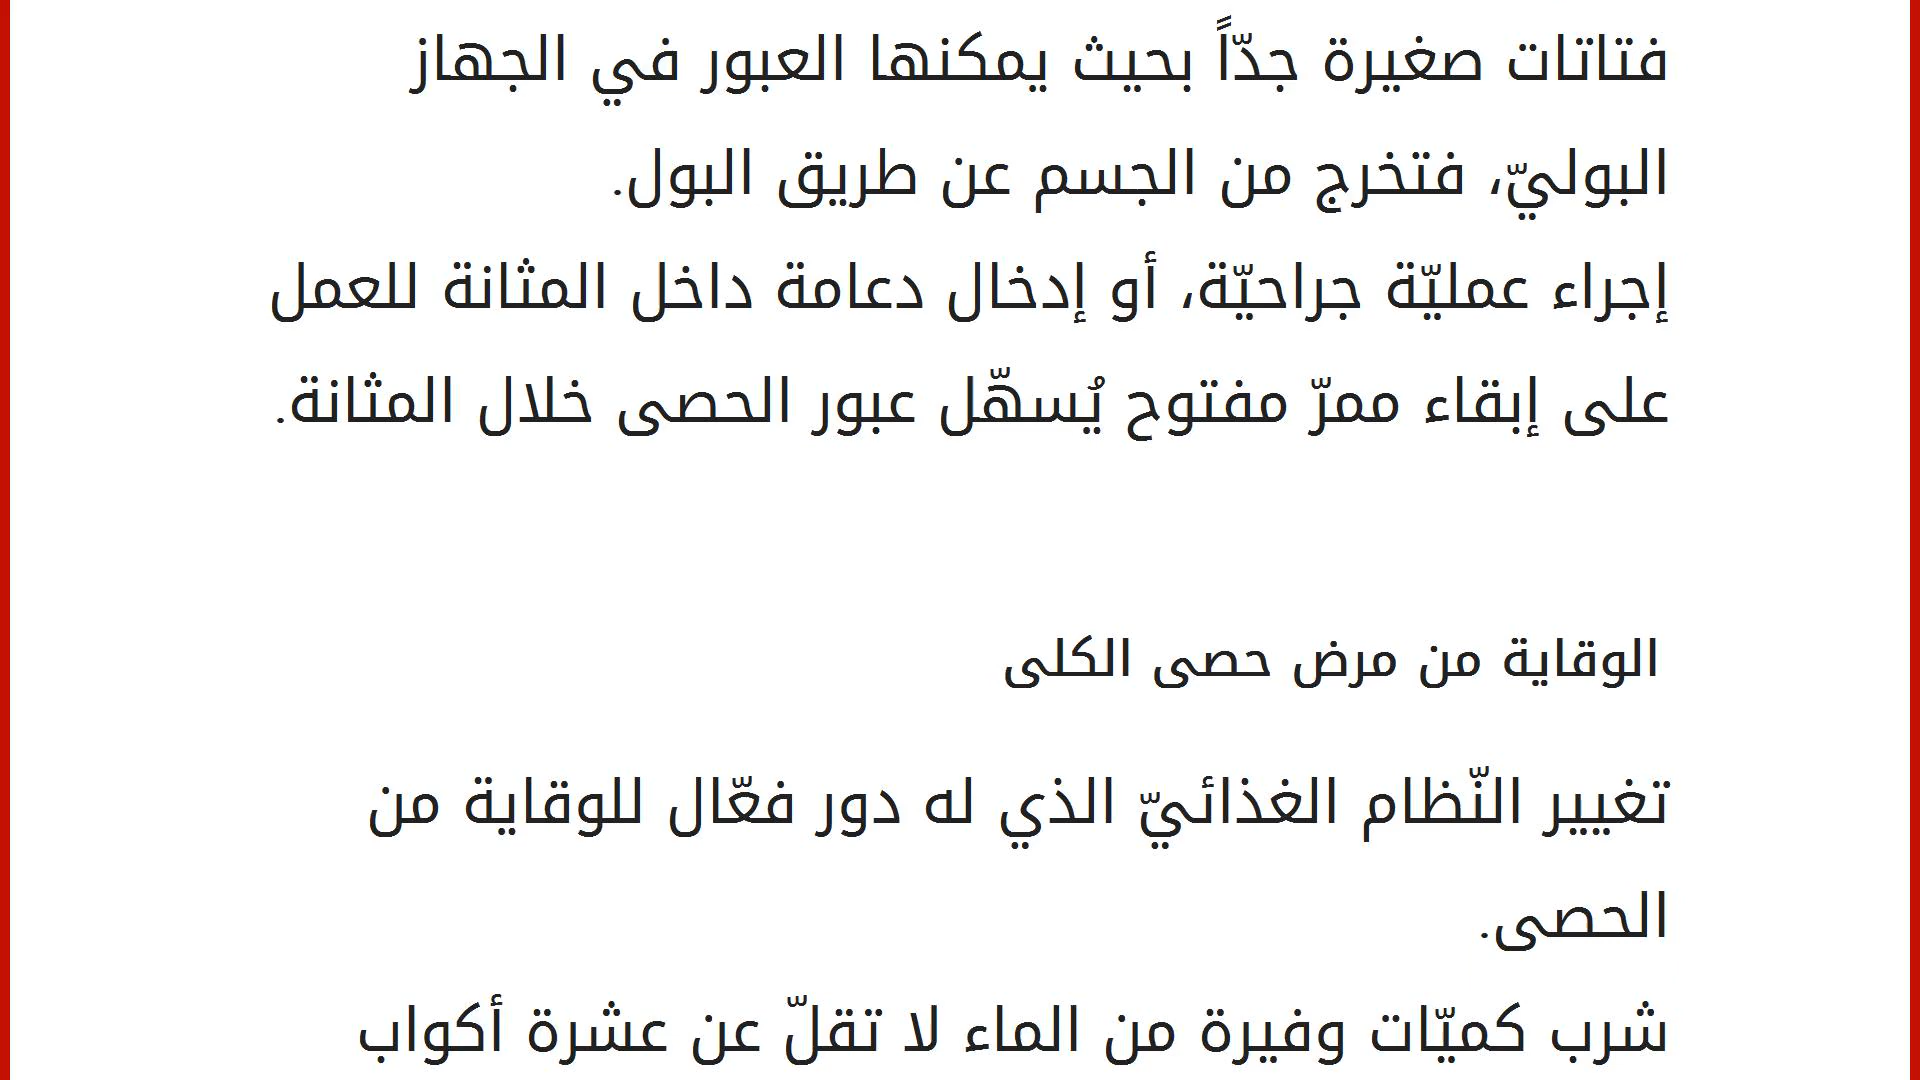 فتاتات صغيرة جدّاً بحيث يمكنها العبور في الجهاز
البوليّ، فتخرج من الجسم عن طريق البول.
إجراء عمليّة جراحيّة، أو إدخال دعامة داخل المثانة للعمل
على إبقاء ممرّ مفتوح يُسهّل عبور الحصى خلال المثانة.
الوقاية من مرض حصى الكلى
تغيير النّظام الغذائيّ الذي له دور فعّال للوقاية من
الحصى.
شرب كميّات وفيرة من الماء لا تقلّ عن عشرة أكواب